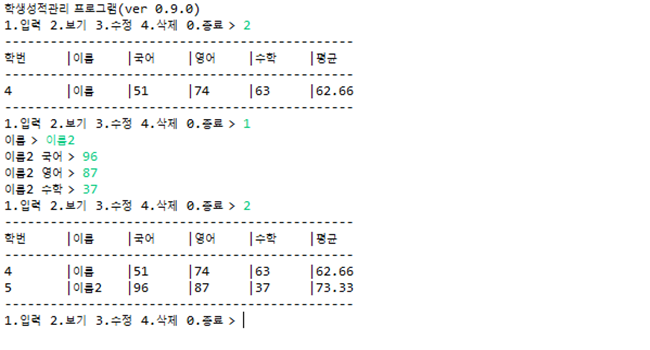 학생성적관리 프로그램(ver 0.9.0)
1.입력 2.보기 3.수정 4.삭제 0.종료 > 2
----------------------------------------------
학번 |이름 |국어 |영어 |수학 |평균
----------------------------------------------
4 |이름 |51 |74 |63 |62.66
----------------------------------------------
1.입력 2.보기 3.수정 4.삭제 0.종료 > 1
이름 > 이름2
이름2 국어 > 96
이름2 영어 > 87
이름2 수학 > 37
1.입력 2.보기 3.수정 4.삭제 0.종료 > 2
----------------------------------------------
학번 |이름 |국어 |영어 |수학 |평균
----------------------------------------------
4 |이름 |51 |74 |63 |62.66
5 |이름2 |96 |87 |37 |73.33
----------------------------------------------
1.입력 2.보기 3.수정 4.삭제 0.종료 >